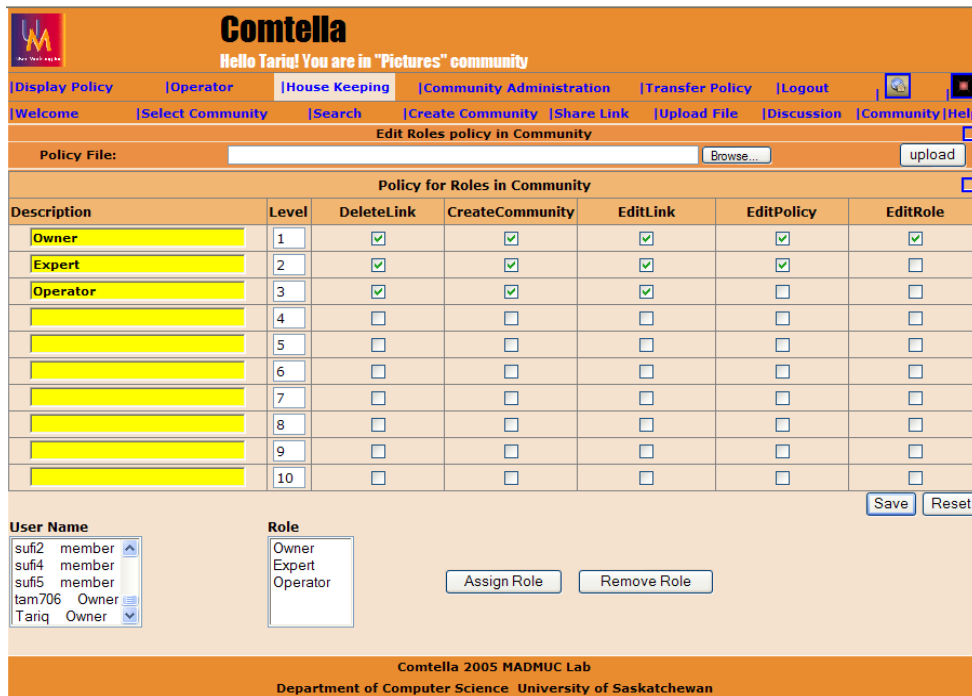 Comtella
Hello Tariq! You are in "Pictures" community
|Display Policy |Operator |House Keeping |Community Administration |Transfer Policy |Logout | |
|Welcome |Select Community |Search |Create Community |Share Link |Upload File |Discussion |Community |Help
Edit Roles policy in Community
Policy File: Browse... upload
Policy for Roles in Community
Description Level DeleteLink CreateCommunity EditLink EditPolicy EditRole
Owner 1
Expert 2
Operator 3
4
5
6
7
8
9
10
Save Reset
User Name Role
sufi2 member Owner
sufi4 member Expert
sufi5 member Operator
tam706 Owner
Tariq Owner
Assign Role Remove Role
Comtella 2005 MADMUC Lab
Department of Computer Science University of Saskatchewan